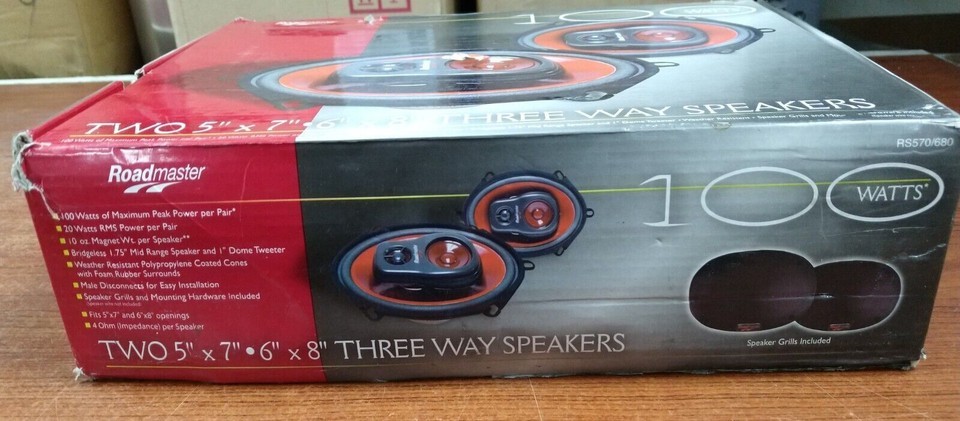 100
WATTS
TWO 5" x 7" • 6" x 8" THREE WAY SPEAKERS
RS570/680
Roadmaster
100 WATTS*
100 Watts of Maximum Peak Power per Pair*
20 Watts RMS Power per Pair
10 oz. Magnet Wt. per Speaker**
Bridgeless 1.75" Mid Range Speaker and 1" Dome Tweeter
Weather Resistant Polypropylene Coated Cones
with Foam Rubber Surrounds
Male Disconnects for Easy Installation
Speaker Grills and Mounting Hardware Included
Fits 5"x7" and 6"x8" openings
4 Ohm (Impedance) per Speaker
Speaker Grills Included
TWO 5" x 7" • 6" x 8" THREE WAY SPEAKERS